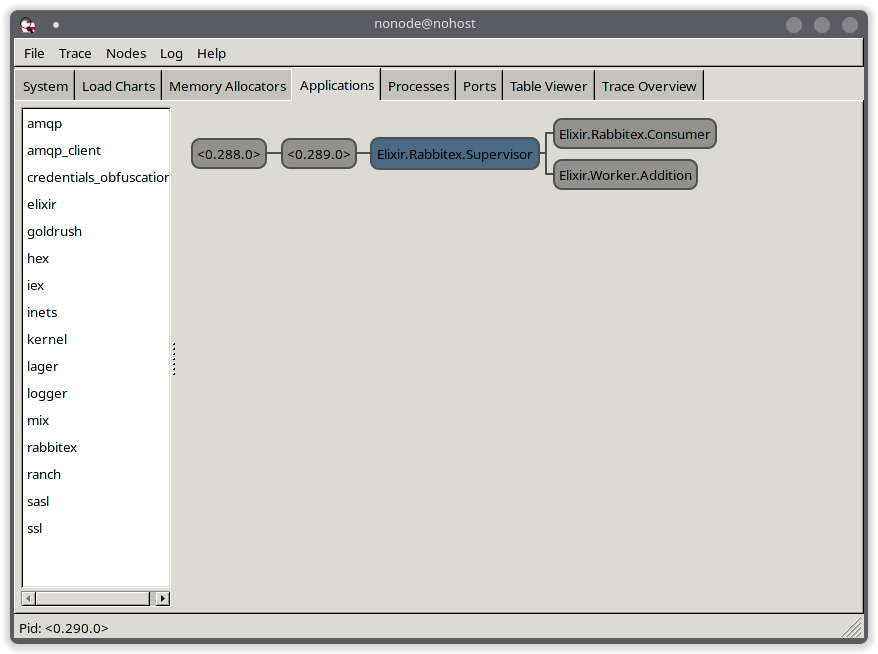 nonode@nohost
File Trace Nodes Log Help
System Load Charts Memory Allocators Applications Processes Ports Table Viewer Trace Overview
amqp
amqp_client
credentials_obfuscation
elixir
goldrush
hex
iex
inets
kernel
lager
logger
mix
rabbitex
ranch
sasl
ssl
<0.288.0> <0.289.0> Elixir.Rabbitex.Supervisor
Elixir.Rabbitex.Consumer
Elixir.Worker.Addition
Pid: <0.290.0>